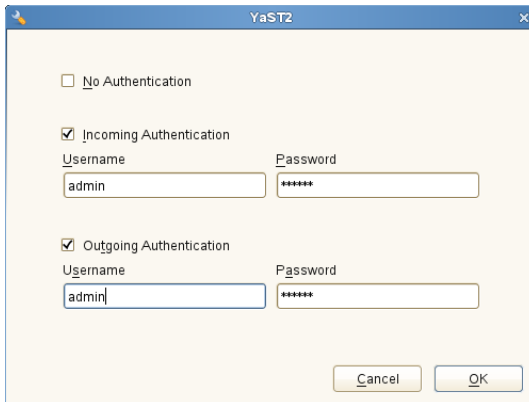 YaST2
No Authentication
Incoming Authentication
Username Password
admin ******
Outgoing Authentication
Username Password
admin ******
Cancel OK